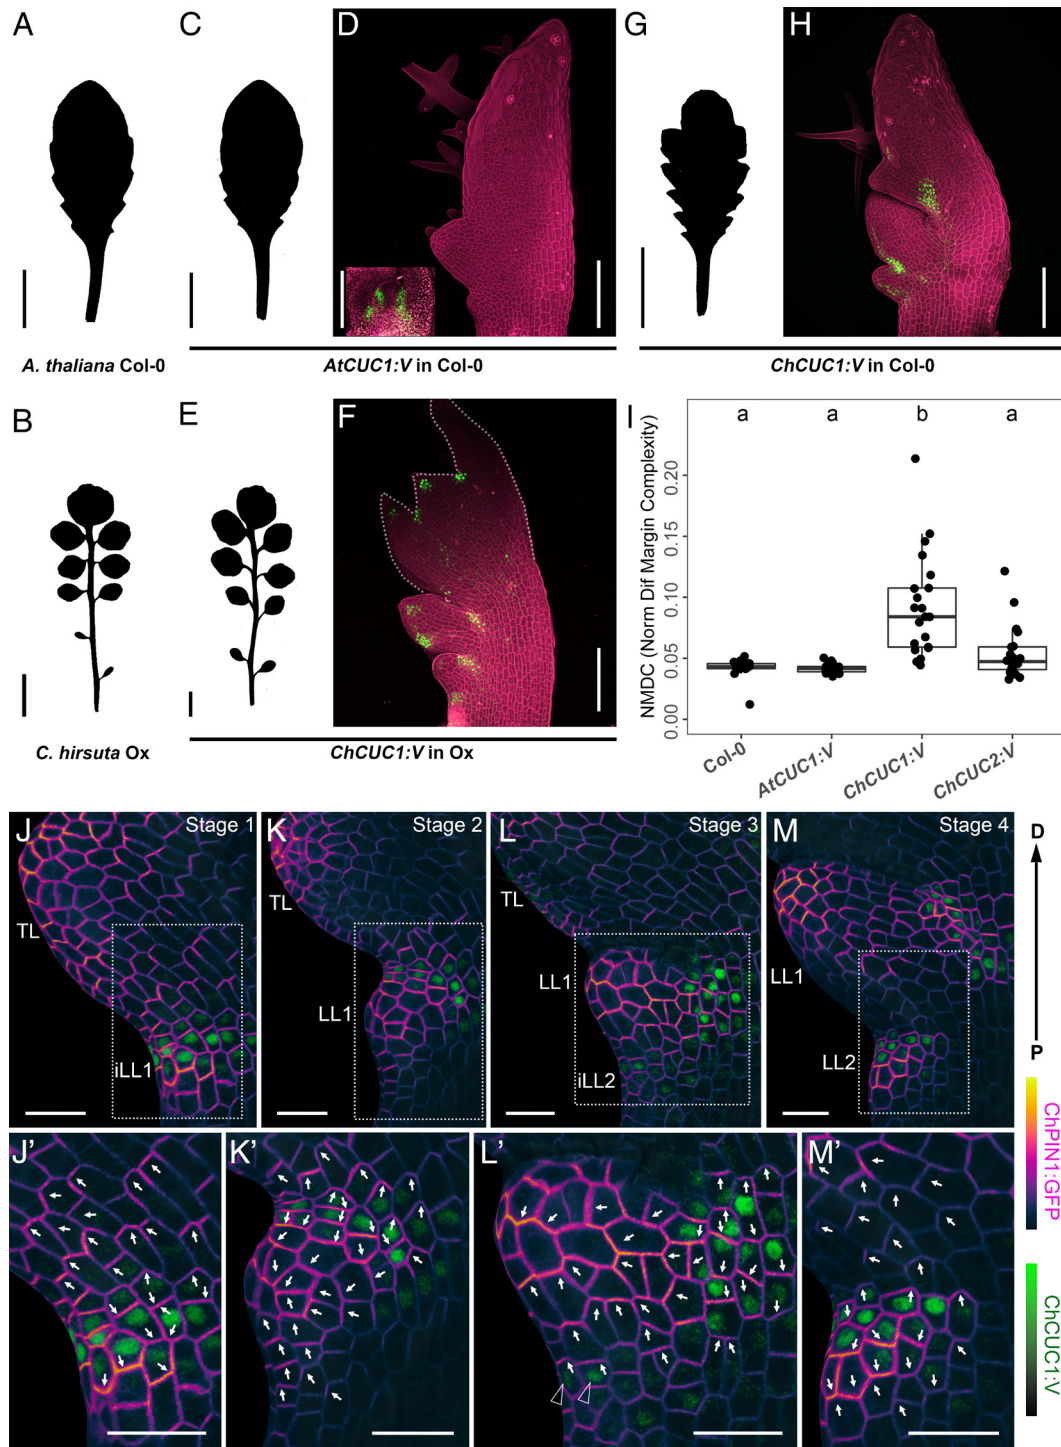 A
C
D
G
H
A. thaliana Col-0
AtCUC1:V in Col-0
ChCUC1:V in Col-0
B
E
F
I
C. hirsuta Ox
ChCUC1:V in Ox
NMDC (Norm Dif Margin Complexity)
0.20
0.15
0.10
0.05
0.00
a
a
b
a
Col-0
AtCUC1:V
ChCUC1:V
ChCUC2:V
J
Stage 1
TL
iLL1
K
Stage 2
LL1
L
Stage 3
TL
LL1
iLL2
M
Stage 4
LL1
LL2
D
P
J'
K'
L'
M'
ChPIN1:GFP
ChCUC1:V